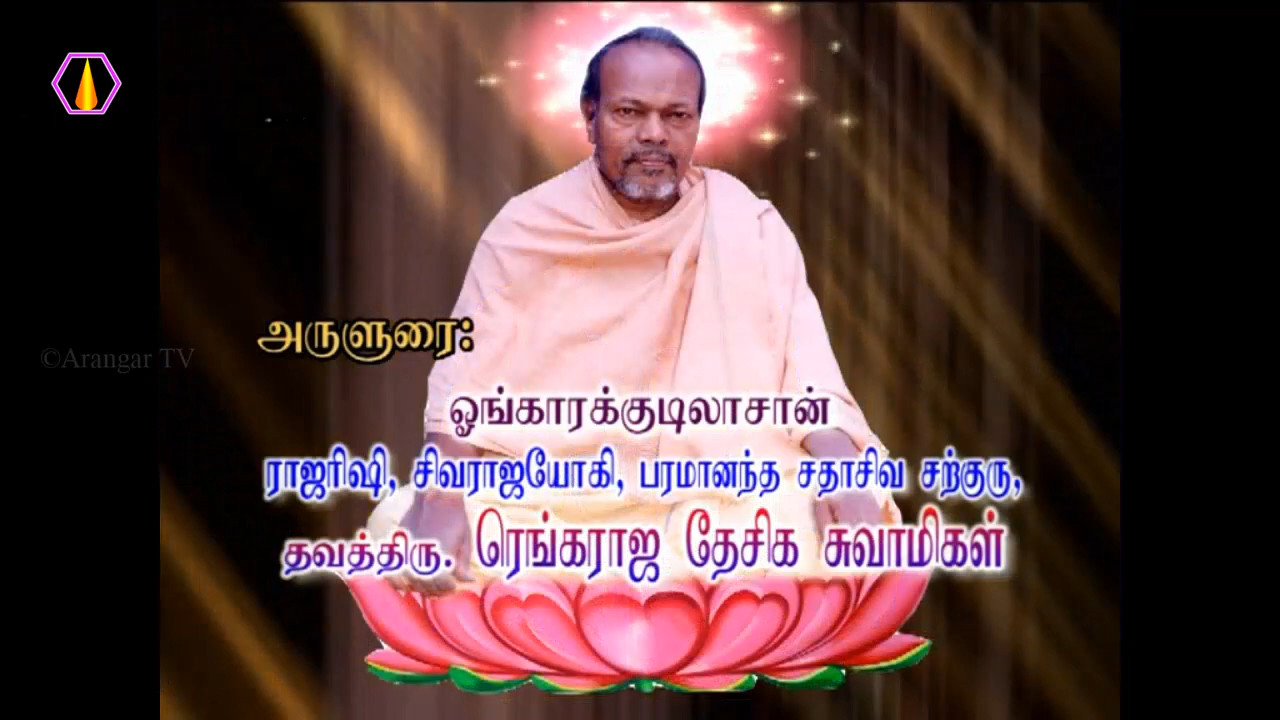 அருளுரை:
©Arangar TV
ஓங்காரக்குடிலாசான்
ராஜரிஷி, சிவராஜயோகி, பரமானந்த சதாசிவ சற்குரு,
தவத்திரு. ரெங்கராஜ தேசிக சுவாமிகள்